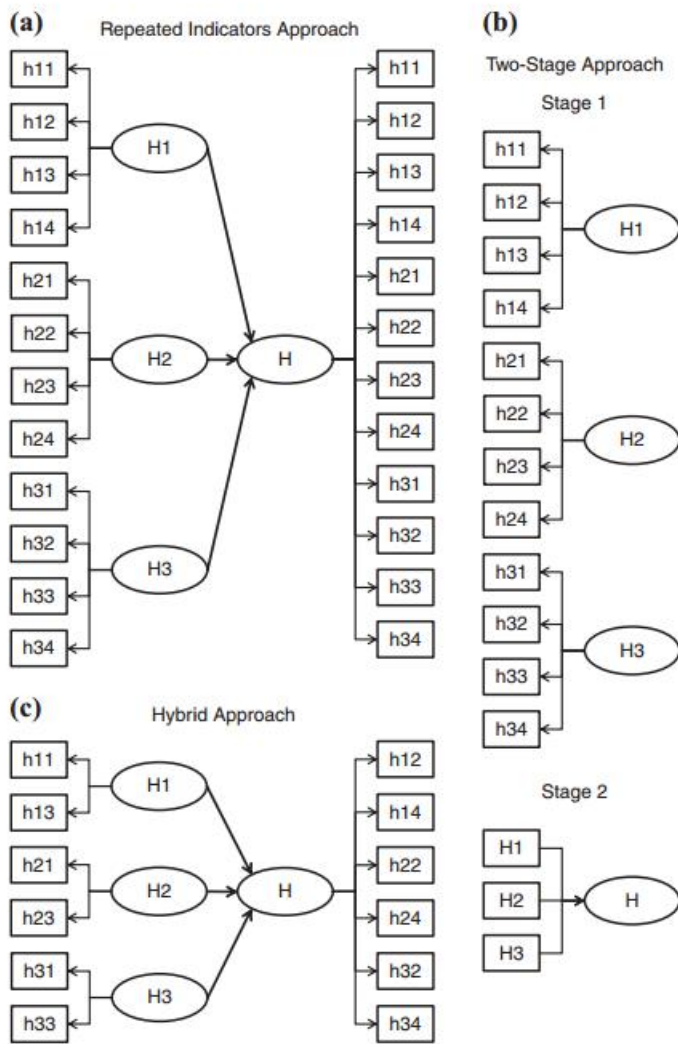 (a)
Repeated Indicators Approach
h11
h12
h13
h14
h21
h22
h23
h24
h31
h32
h33
h34
H1
H2
H3
H
h11
h12
h13
h14
h21
h22
h23
h24
h31
h32
h33
h34
(b)
Two-Stage Approach
Stage 1
h11
h12
h13
h14
h21
h22
h23
h24
h31
h32
h33
h34
H1
H2
H3
Stage 2
H1
H2
H3
H
(c)
Hybrid Approach
h11
h13
h21
h23
h31
h33
H1
H2
H3
H
h12
h14
h22
h24
h32
h34